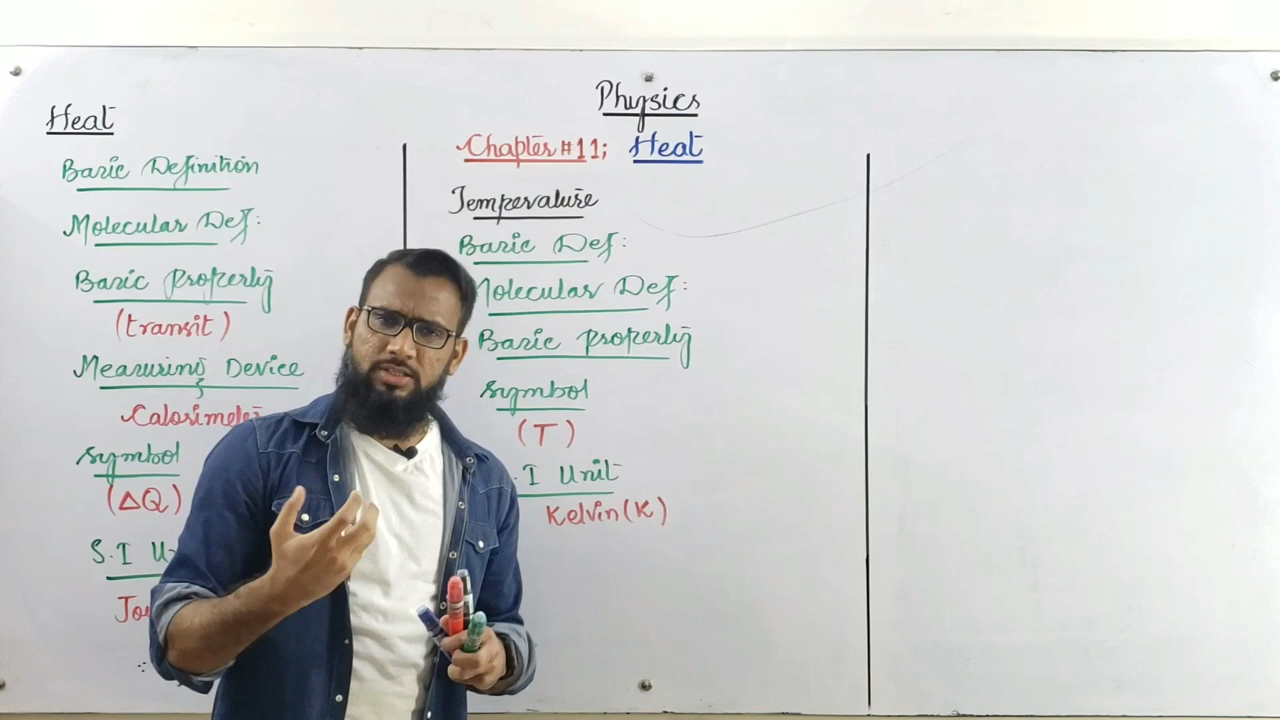 Physics
Chapter #11; Heat
Heat
Basic Definition
Molecular Def:
Basic Property
(transit)
Measuring Device
Symbol
(ΔQ)
S.I
Temperature
Basic Def:
Molecular Def:
Basic Property
Symbol
(T)
.I Unit
Kelvin(K)